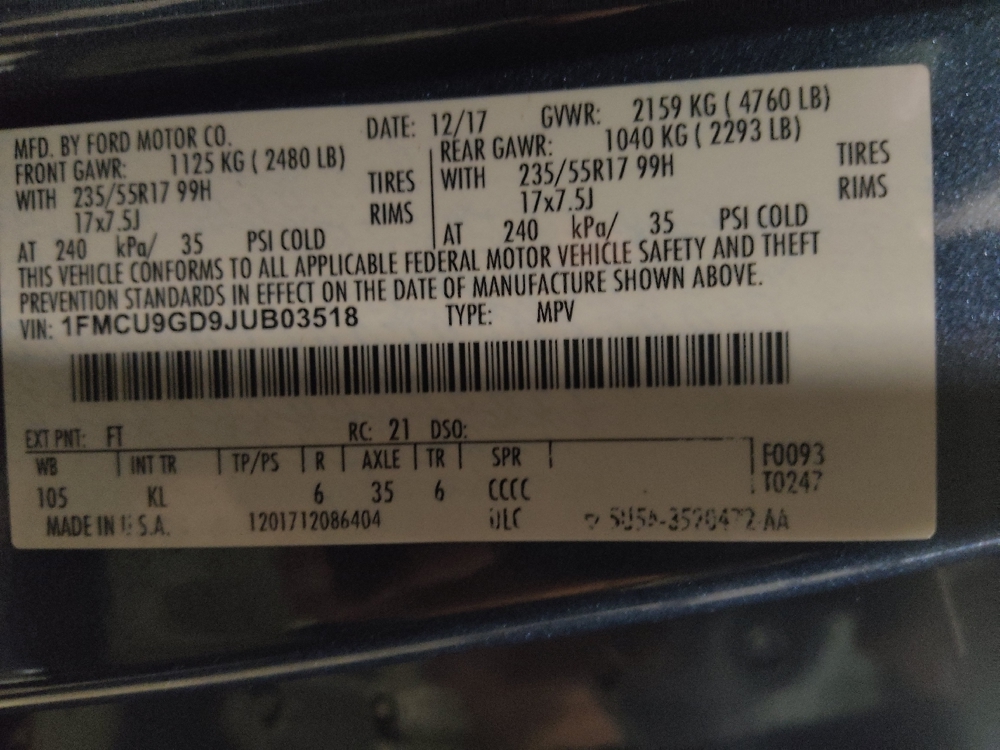 MFD. BY FORD MOTOR CO. DATE: 12/17 GVWR: 2159 KG ( 4760 LB)
FRONT GAWR: 1125 KG ( 2480 LB) REAR GAWR: 1040 KG ( 2293 LB)
WITH 235/55R17 99H TIRES WITH 235/55R17 99H TIRES
17x7.5J RIMS 17x7.5J RIMS
AT 240 kPa/ 35 PSI COLD AT 240 kPa/ 35 PSI COLD
THIS VEHICLE CONFORMS TO ALL APPLICABLE FEDERAL MOTOR VEHICLE SAFETY AND THEFT
PREVENTION STANDARDS IN EFFECT ON THE DATE OF MANUFACTURE SHOWN ABOVE.
VIN: 1FMCU9GD9JUB03518 TYPE: MPV
EXT PNT: FT RC: 21 DSO:
WB INT TR TP/PS R AXLE TR SPR F0093
105 KL 6 35 6 CCCC T0247
MADE IN U.S.A. 1201712086404